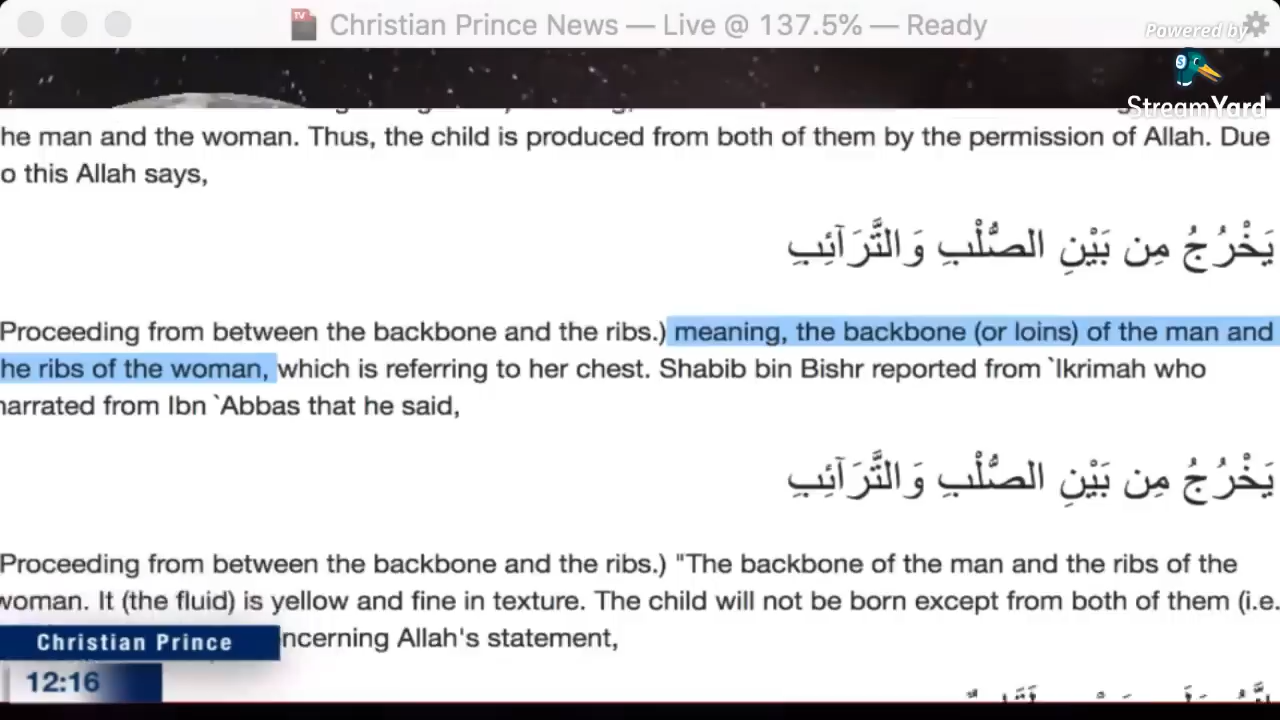 Christian Prince News — Live @ 137.5% — Ready
Powered by
StreamYard
he man and the woman. Thus, the child is produced from both of them by the permission of Allah. Due
o this Allah says,
يَخْرُجُ مِن بَيْنِ الصُّلْبِ وَالتَّرَآئِبِ
Proceeding from between the backbone and the ribs.) meaning, the backbone (or loins) of the man and
he ribs of the woman, which is referring to her chest. Shabib bin Bishr reported from `Ikrimah who
narrated from Ibn `Abbas that he said,
يَخْرُجُ مِن بَيْنِ الصُّلْبِ وَالتَّرَآئِبِ
Proceeding from between the backbone and the ribs.) "The backbone of the man and the ribs of the
woman. It (the fluid) is yellow and fine in texture. The child will not be born except from both of them (i.e.
ncerning Allah's statement,
Christian Prince
12:16